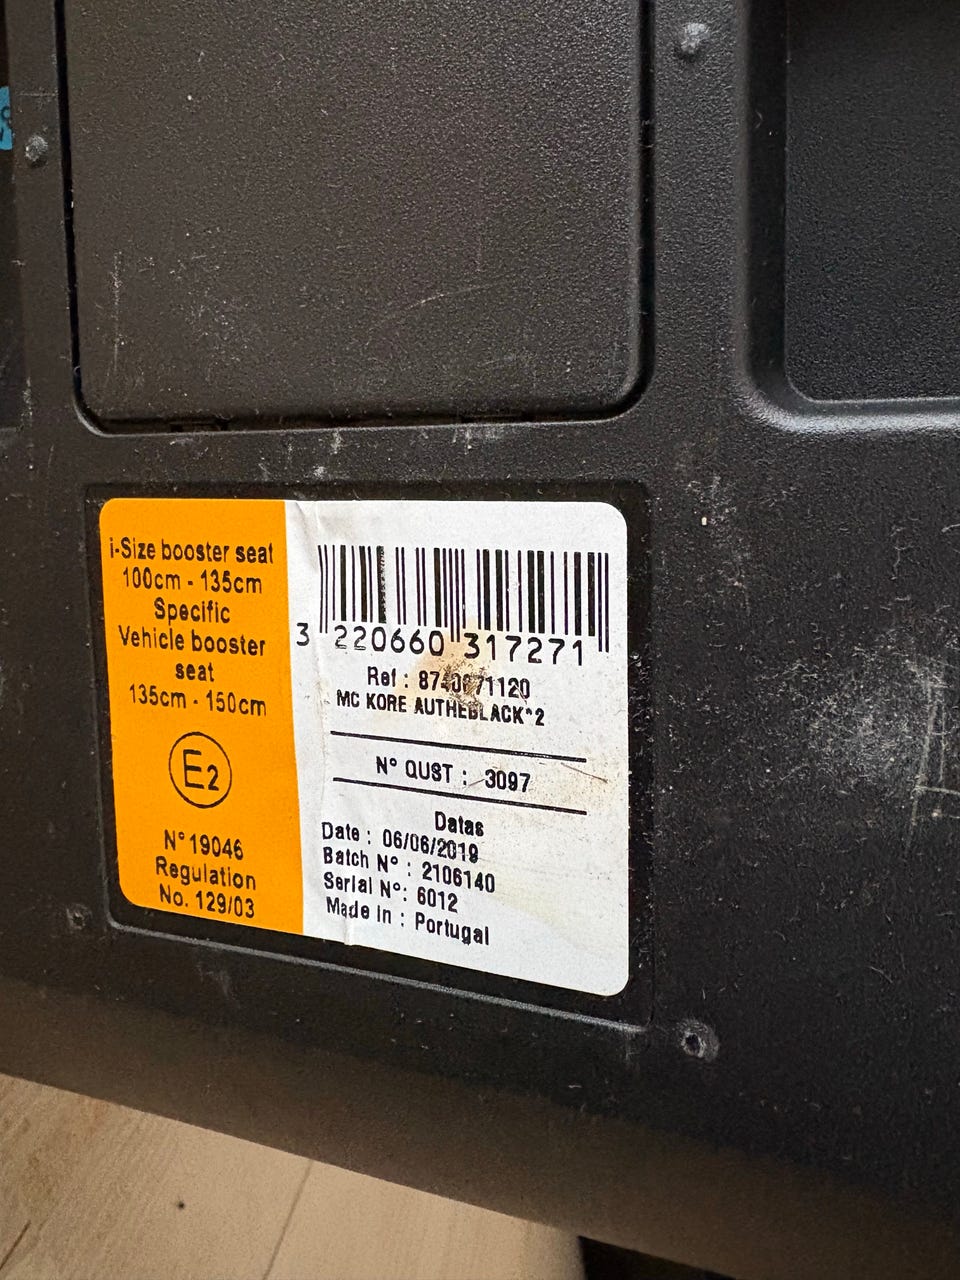 i-Size booster seat
100cm - 135cm
Specific
Vehicle booster
seat
135cm - 150cm
E2
N° 19046
Regulation
No. 129/03
3 220660 317271
Ref :
MC KORE AUTHEBLACK*2
N° QUST : 3097
Datas
Date : 06/06/2019
Batch N° : 2106140
Serial N°: 6012
Made in : Portugal